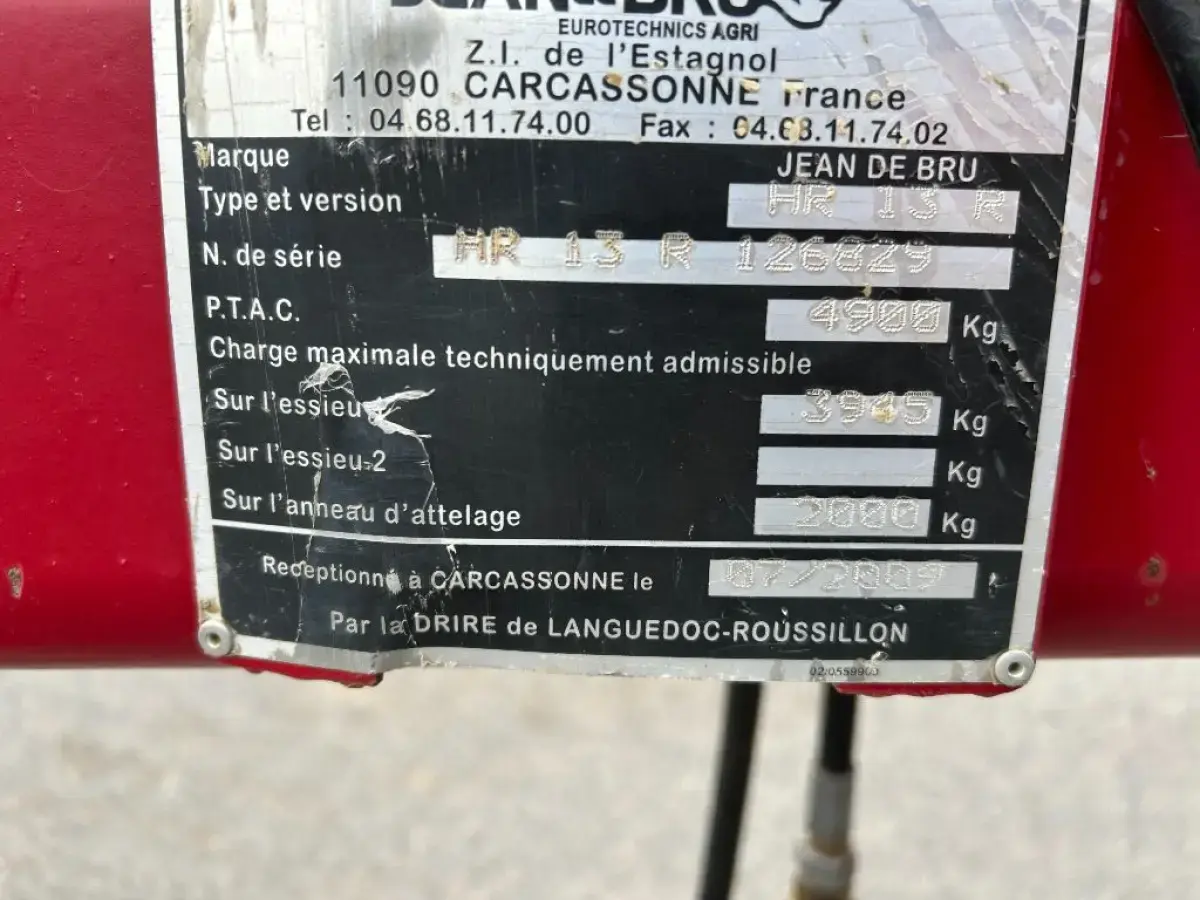 JEAN DE BRU
EUROTECHNICS AGRI
Z.I. de l'Estagnol
11090 CARCASSONNE France
Tel : 04.68.11.74.00 Fax : 04.68.11.74.02
Marque JEAN DE BRU
Type et version HR 13 R
N. de série HR 13 R 126829
P.T.A.C. 4900 Kg
Charge maximale techniquement admissible
Sur l'essieu 3945 Kg
Sur l'essieu-2 Kg
Sur l'anneau d'attelage 2000 Kg
Receptionné à CARCASSONNE le 07/2009
Par la DRIRE de LANGUEDOC-ROUSSILLON